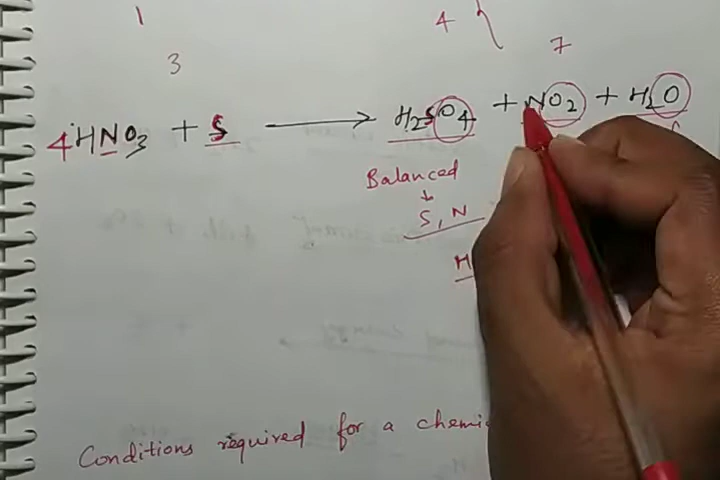 1 4
3 7
4HNO3 + S → H2SO4 + NO2 + H2O
Balanced
↓
S, N
H
Conditions required for a chemi